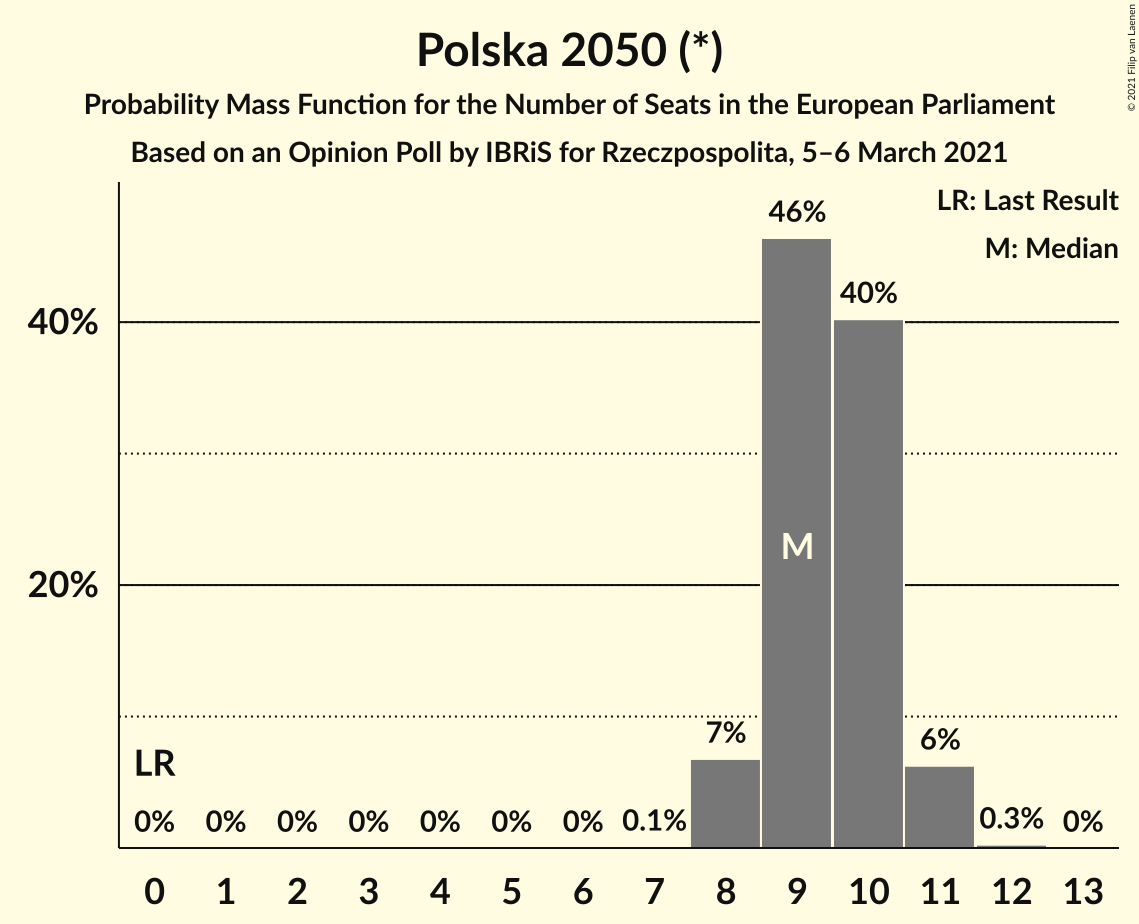 Polska 2050 (*)
Probability Mass Function for the Number of Seats in the European Parliament
Based on an Opinion Poll by IBRiS for Rzeczpospolita, 5–6 March 2021
© 2021 Filip van Laenen
LR: Last Result
M: Median
46%
40%
40%
M
20%
7%
6%
LR
0% 0% 0% 0% 0% 0% 0% 0.1% 0.3% 0%
0 1 2 3 4 5 6 7 8 9 10 11 12 13